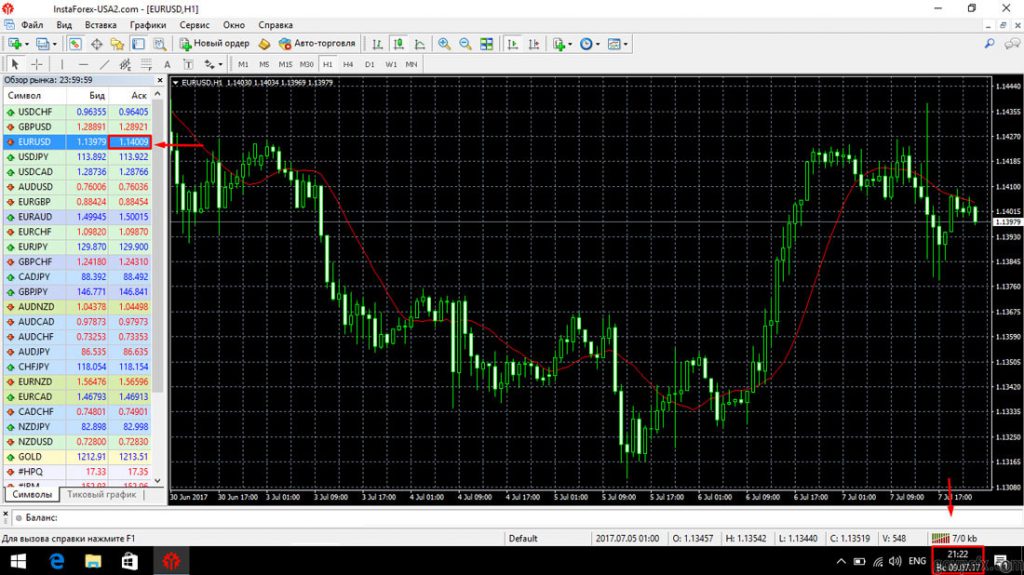 InstaForex-USA2.com - [EURUSD,H1]
Файл Вид Вставка Графики Сервис Окно Справка
Новый ордер Авто-торговля
A T M1 M5 M15 M30 H1 H4 D1 W1 MN
Обзор рынка: 23:59:59
Символ Бид Аск
USDCHF 0.96355 0.96405
GBPUSD 1.28891 1.28921
EURUSD 1.13979 1.14009
USDJPY 113.892 113.922
USDCAD 1.28736 1.28766
AUDUSD 0.76006 0.76036
EURGBP 0.88424 0.88454
EURAUD 1.49945 1.50015
EURCHF 1.09820 1.09870
EURJPY 129.870 129.900
GBPCHF 1.24180 1.24310
CADJPY 88.392 88.492
GBPJPY 146.771 146.841
AUDNZD 1.04378 1.04498
AUDCAD 0.97873 0.97973
AUDCHF 0.73253 0.73353
AUDJPY 86.535 86.635
CHFJPY 118.054 118.154
EURNZD 1.56476 1.56596
EURCAD 1.46793 1.46913
CADCHF 0.74801 0.74901
NZDJPY 82.898 82.998
NZDUSD 0.72800 0.72830
GOLD 1212.91 1213.51
#HPQ 17.33 17.35
#IBM
Символы Тиковый график
EURUSD,H1 1.14030 1.14034 1.13969 1.13979
1.14440
1.14355
1.14270
1.14185
1.14100
1.14015
1.13979
1.13930
1.13845
1.13760
1.13675
1.13590
1.13505
1.13420
1.13335
1.13250
1.13165
1.13080
30 Jun 2017 30 Jun 17:00 3 Jul 01:00 3 Jul 09:00 3 Jul 17:00 4 Jul 01:00 4 Jul 09:00 4 Jul 17:00 5 Jul 01:00 5 Jul 09:00 5 Jul 17:00 6 Jul 01:00 6 Jul 09:00 6 Jul 17:00 7 Jul 01:00 7 Jul 09:00 7 Jul 17:00
Баланс:
Для вызова справки нажмите F1 Default 2017.07.05 01:00 O: 1.13457 H: 1.13542 L: 1.13440 C: 1.13519 V: 548 7/0 kb
ENG 21:22
Вс 09.07.17